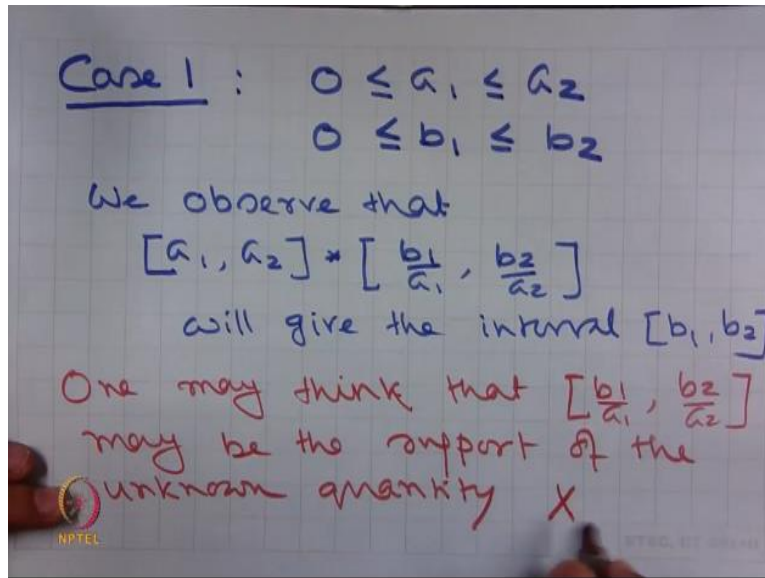 Case 1 : 0 ≤ a₁ ≤ a₂
0 ≤ b₁ ≤ b₂
We observe that
[a₁, a₂] * [b₁/a₁, b₂/a₂]
will give the interval [b₁, b₂]
One may think that [b₁/a₁, b₂/a₂]
may be the support of the
unknown quantity X
NPTEL